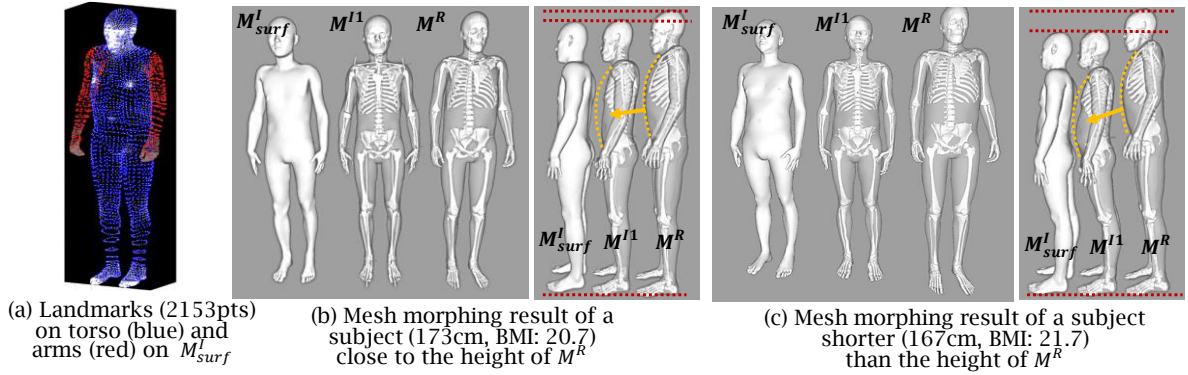 M^I_surf M^I1 M^R
M^I_surf M^I1 M^R
M^I_surf M^I1 M^R
M^I_surf M^I1 M^R
(a) Landmarks (2153pts)
on torso (blue) and
arms (red) on M^I_surf
(b) Mesh morphing result of a
subject (173cm, BMI: 20.7)
close to the height of M^R
(c) Mesh morphing result of a subject
shorter (167cm, BMI: 21.7)
than the height of M^R